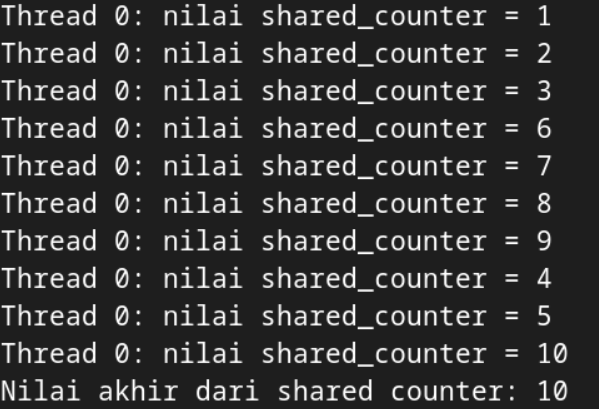 Thread 0: nilai shared_counter = 1
Thread 0: nilai shared_counter = 2
Thread 0: nilai shared_counter = 3
Thread 0: nilai shared_counter = 6
Thread 0: nilai shared_counter = 7
Thread 0: nilai shared_counter = 8
Thread 0: nilai shared_counter = 9
Thread 0: nilai shared_counter = 4
Thread 0: nilai shared_counter = 5
Thread 0: nilai shared_counter = 10
Nilai akhir dari shared counter: 10